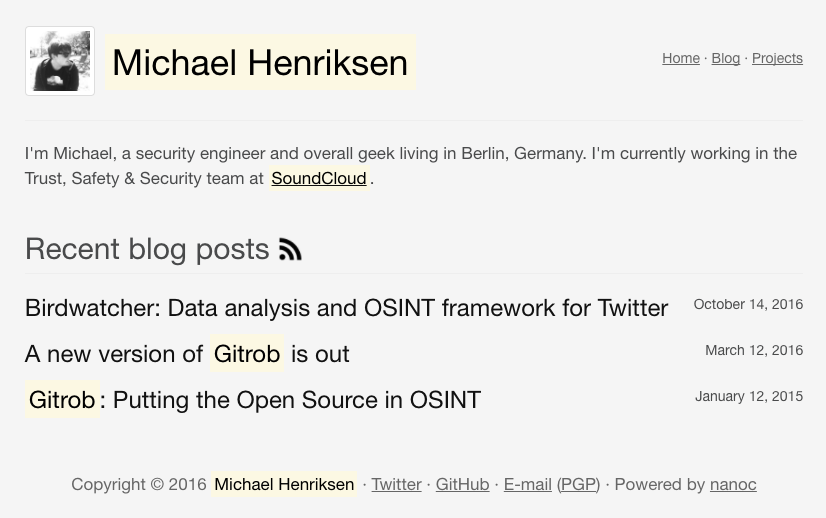 Michael Henriksen
Home · Blog · Projects
I'm Michael, a security engineer and overall geek living in Berlin, Germany. I'm currently working in the
Trust, Safety & Security team at SoundCloud.
Recent blog posts
Birdwatcher: Data analysis and OSINT framework for Twitter October 14, 2016
A new version of Gitrob is out March 12, 2016
Gitrob: Putting the Open Source in OSINT January 12, 2015
Copyright © 2016 Michael Henriksen · Twitter · GitHub · E-mail (PGP) · Powered by nanoc